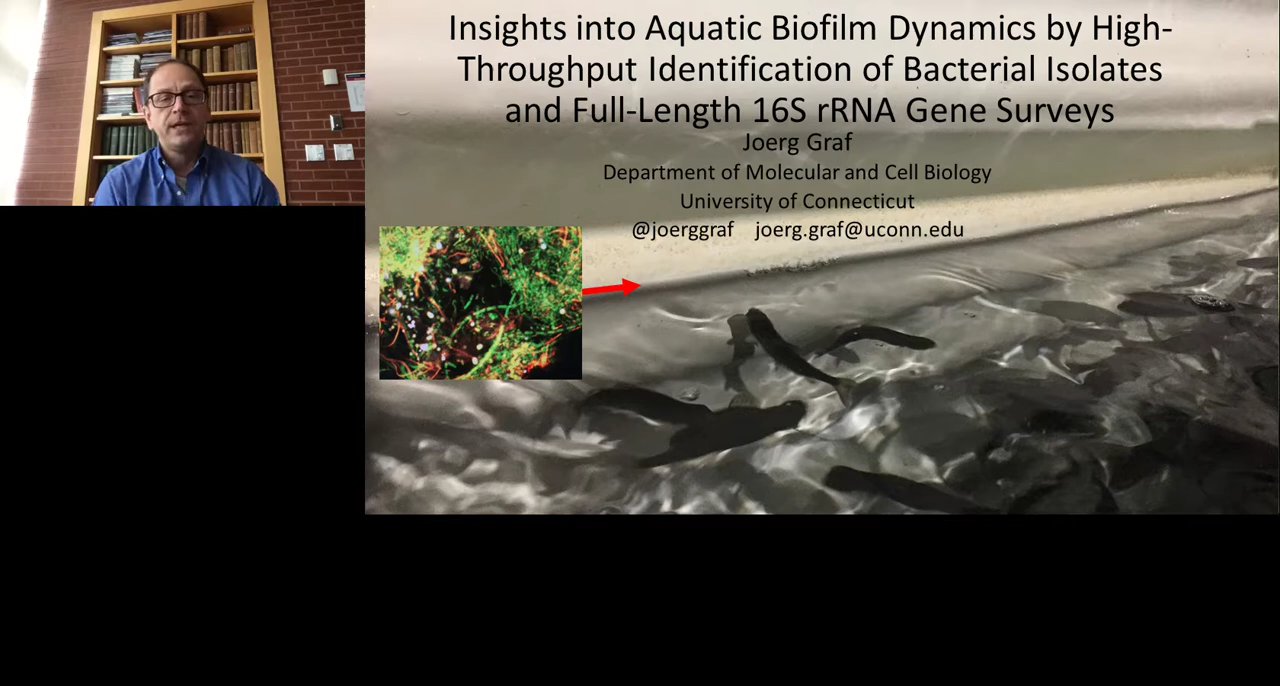 Insights into Aquatic Biofilm Dynamics by High-
Throughput Identification of Bacterial Isolates
and Full-Length 16S rRNA Gene Surveys
Joerg Graf
Department of Molecular and Cell Biology
University of Connecticut
@joerggraf joerg.graf@uconn.edu